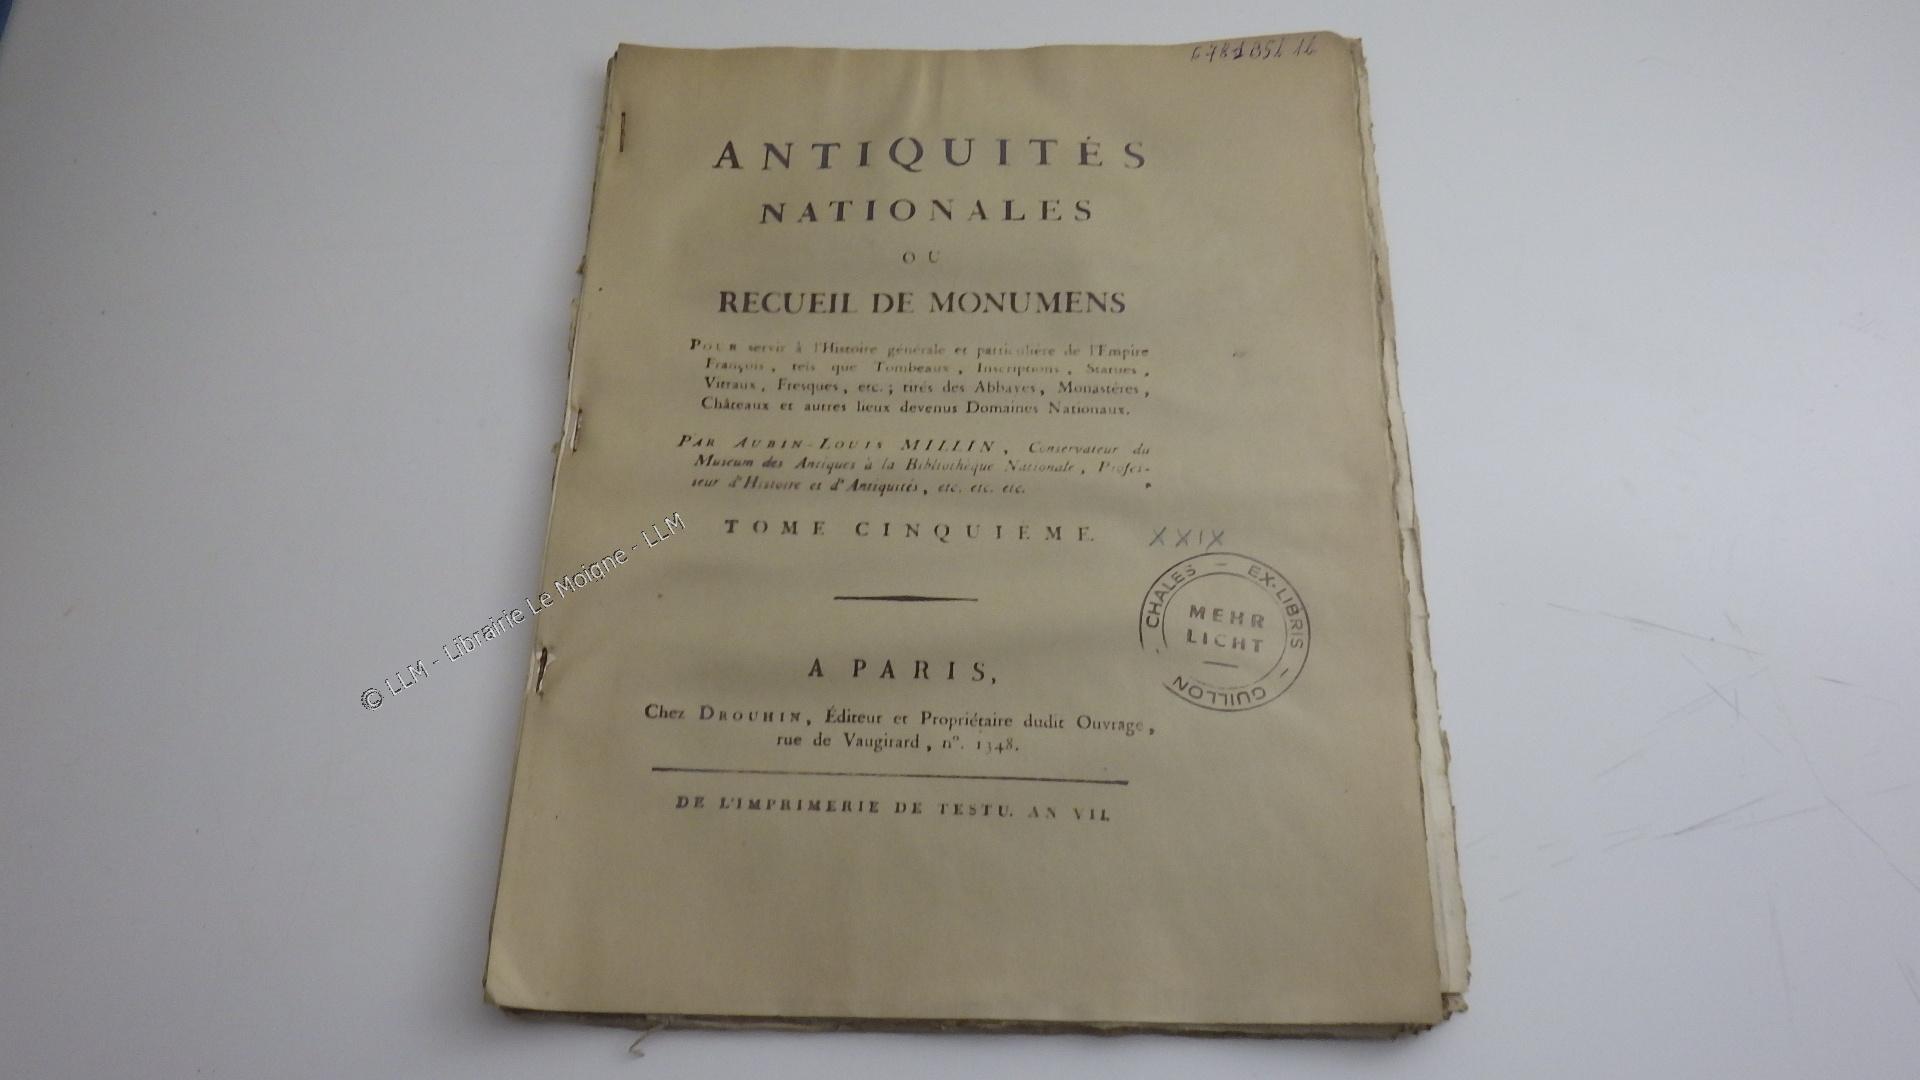 ANTIQUITÉS
NATIONALES
OU
RECUEIL DE MONUMENS
POUR servir à l'Histoire générale et particulière de l'Empire
François, tels que Tombeaux, Inscriptions, Statues,
Vitraux, Fresques, etc.; tirés des Abbayes, Monastères,
Châteaux et autres lieux devenus Domaines Nationaux.
PAR AUBIN-LOUIS MILLIN, Conservateur du
Museum des Antiques à la Bibliothèque Nationale, Profes-
seur d'Histoire et d'Antiquités, etc. etc. etc.
TOME CINQUIEME.
XXIX
CHALES - EX-LIBRIS - GUILLON
MEHR
LICHT
A PARIS,
Chez DROUHIN, Éditeur et Propriétaire dudit Ouvrage,
rue de Vaugirard, n°. 1348.
DE L'IMPRIMERIE DE TESTU. AN VII.
© LLM - Librairie Le Moigne - LLM